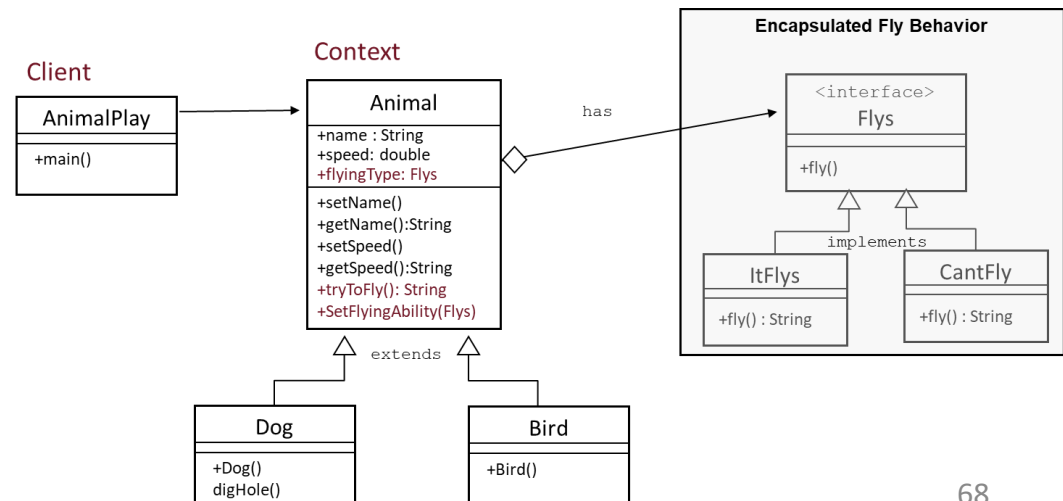 Client
AnimalPlay
+main()
Context
Animal
+name : String
+speed: double
+flyingType: Flys
+setName()
+getName():String
+setSpeed()
+getSpeed():String
+tryToFly(): String
+SetFlyingAbility(Flys)
has
Encapsulated Fly Behavior
<interface>
Flys
+fly()
implements
ItFlys
+fly() : String
CantFly
+fly() : String
extends
Dog
+Dog()
digHole()
Bird
+Bird()
68